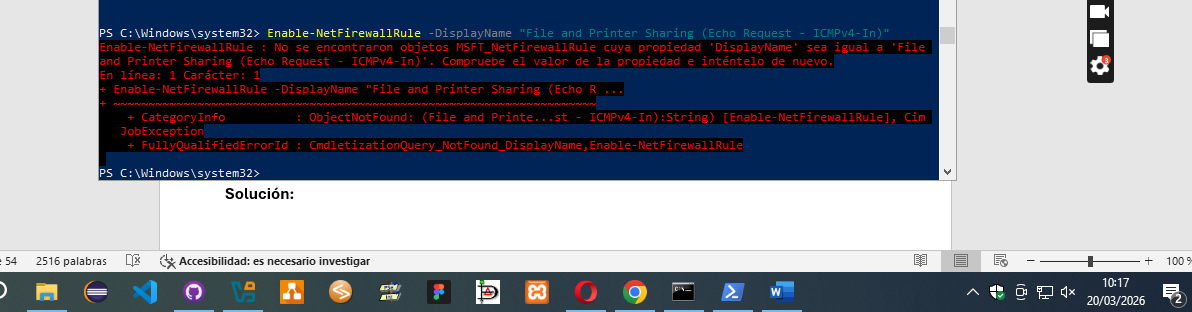 PS C:\Windows\system32> Enable-NetFirewallRule -DisplayName "File and Printer Sharing (Echo Request - ICMPv4-In)"
Enable-NetFirewallRule : No se encontraron objetos MSFT_NetFirewallRule cuya propiedad 'DisplayName' sea igual a 'File
and Printer Sharing (Echo Request - ICMPv4-In)'. Compruebe el valor de la propiedad e inténtelo de nuevo.
En línea: 1 Carácter: 1
+ Enable-NetFirewallRule -DisplayName "File and Printer Sharing (Echo R ...
+ ~~~~~~~~~~~~~~~~~~~~~~~~~~~~~~~~~~~~~~~~~~~~~~~~~~~~~~~~~~~~~~~~~~~~~
+ CategoryInfo : ObjectNotFound: (File and Printe...st - ICMPv4-In):String) [Enable-NetFirewallRule], Cim
JobException
+ FullyQualifiedErrorId : CmdletizationQuery_NotFound_DisplayName,Enable-NetFirewallRule
PS C:\Windows\system32>
Solución:
e 54 2516 palabras Accesibilidad: es necesario investigar 100 %
10:17
20/03/2026
2